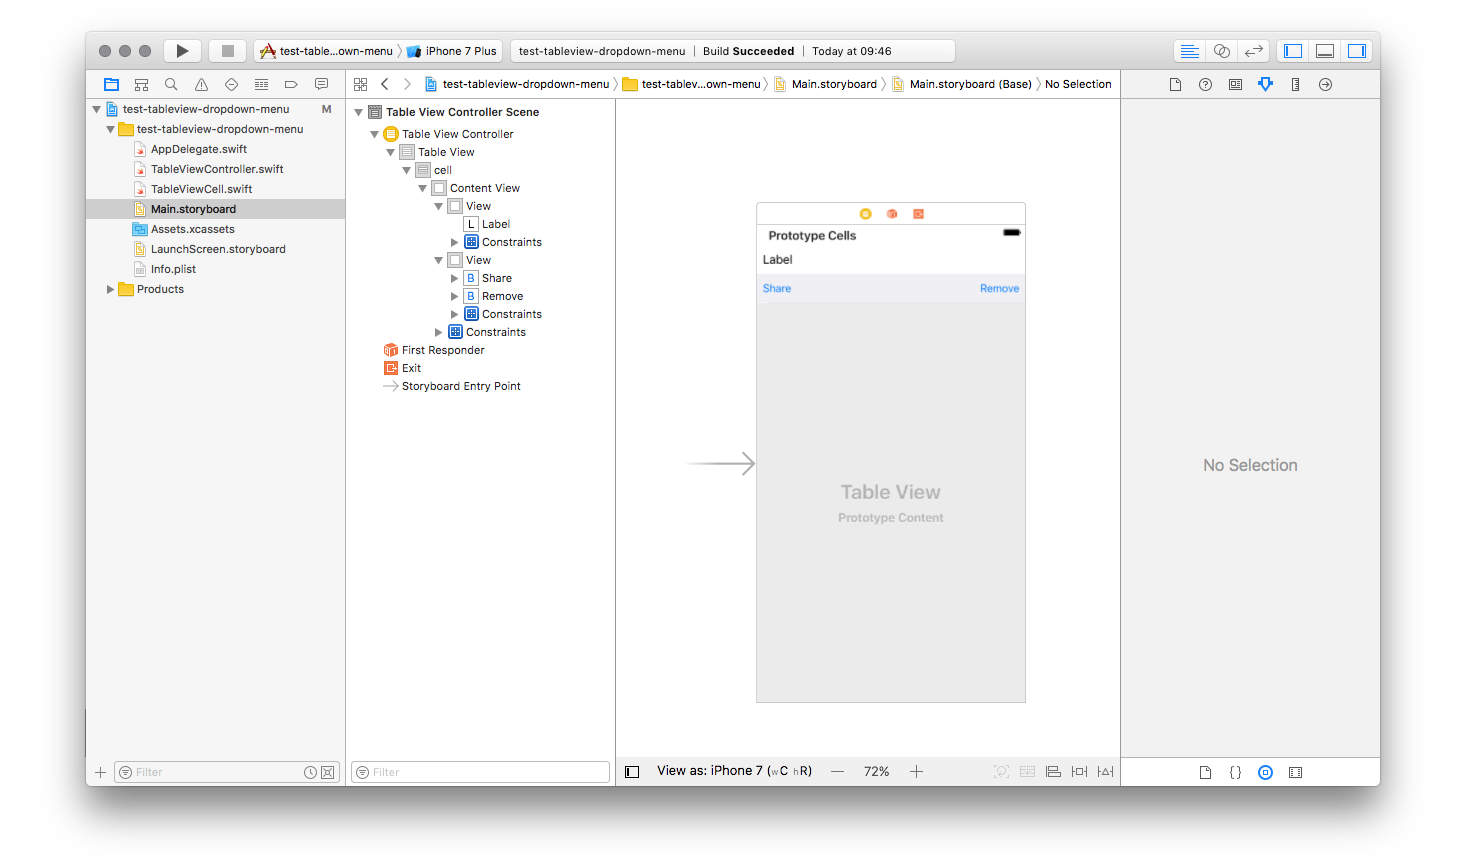 test-table...own-menu
iPhone 7 Plus
test-tableview-dropdown-menu | Build Succeeded | Today at 09:46
test-tableview-dropdown-menu
test-tablev...own-menu
Main.storyboard
Main.storyboard (Base)
No Selection
test-tableview-dropdown-menu M
test-tableview-dropdown-menu
AppDelegate.swift
TableViewController.swift
TableViewCell.swift
Main.storyboard
Assets.xcassets
LaunchScreen.storyboard
Info.plist
Products
Filter
Table View Controller Scene
Table View Controller
Table View
cell
Content View
View
L Label
Constraints
View
B Share
B Remove
Constraints
Constraints
First Responder
Exit
Storyboard Entry Point
Filter
Prototype Cells
Label
Share Remove
Table View
Prototype Content
View as: iPhone 7 (wC hR)
72%
No Selection